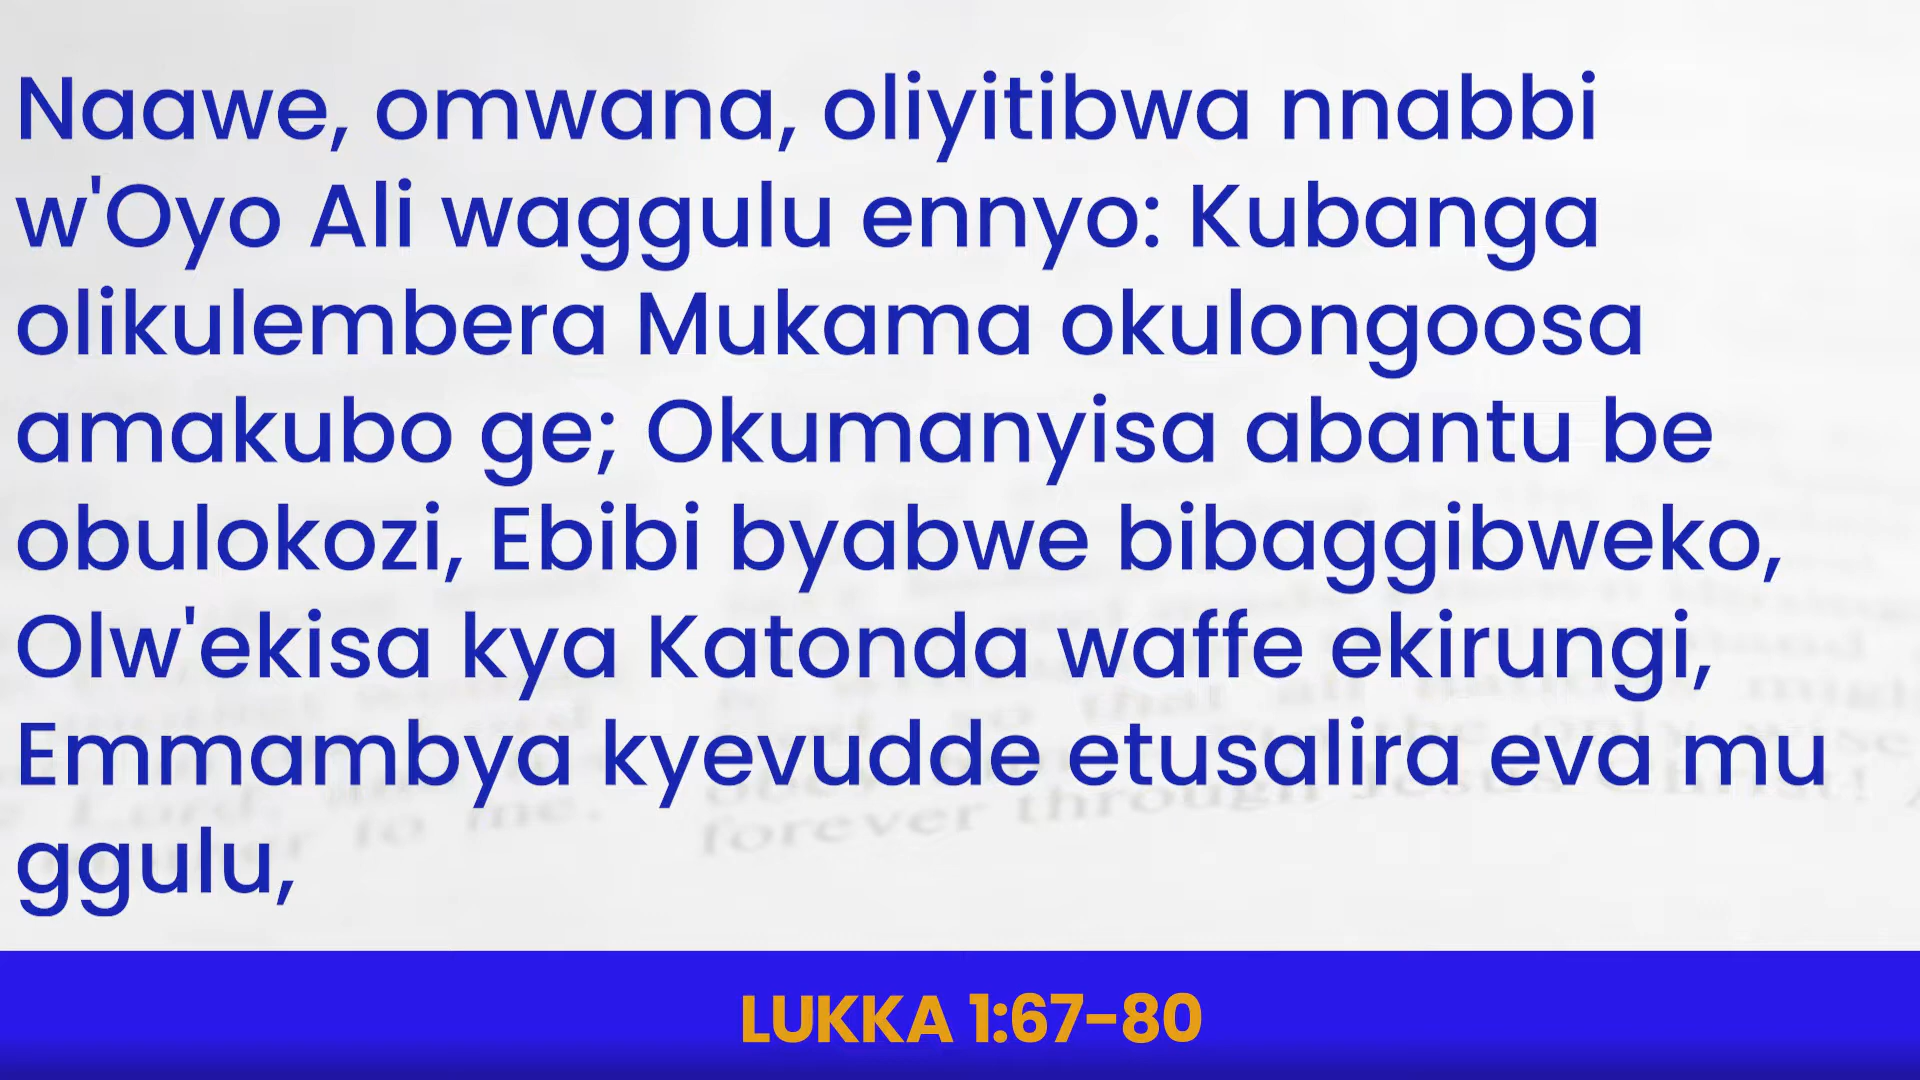 Naawe, omwana, oliyitibwa nnabbi
w'Oyo Ali waggulu ennyo: Kubanga
olikulembera Mukama okulongoosa
amakubo ge; Okumanyisa abantu be
obulokozi, Ebibi byabwe bibaggibweko,
Olw'ekisa kya Katonda waffe ekirungi,
Emmambya kyevudde etusalira eva mu
ggulu,
LUKKA 1:67-80